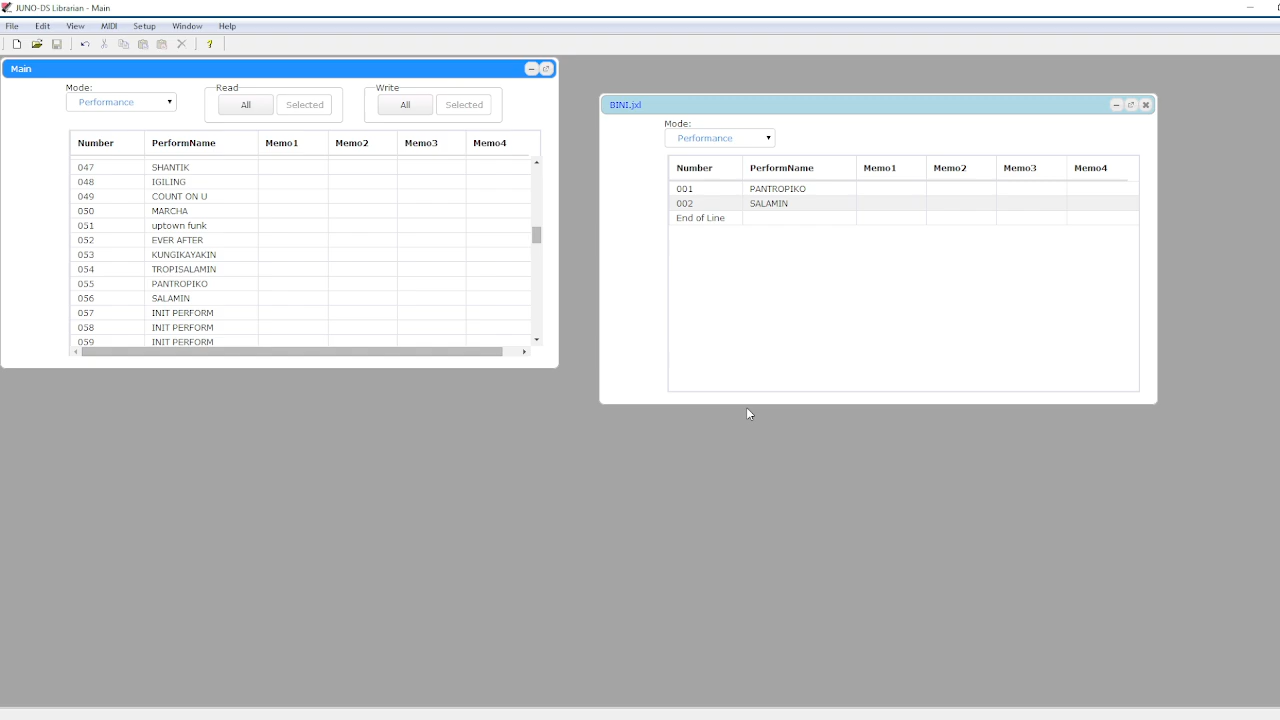 JUNO-DS Librarian - Main
File Edit View MIDI Setup Window Help
Main
Mode:
Performance
Read
All Selected
Write
All Selected
Number PerformName Memo1 Memo2 Memo3 Memo4
047 SHANTIK
048 IGILING
049 COUNT ON U
050 MARCHA
051 uptown funk
052 EVER AFTER
053 KUNGIKAYAKIN
054 TROPISALAMIN
055 PANTROPIKO
056 SALAMIN
057 INIT PERFORM
058 INIT PERFORM
059 INIT PERFORM
BINI.jxl
Mode:
Performance
Number PerformName Memo1 Memo2 Memo3 Memo4
001 PANTROPIKO
002 SALAMIN
End of Line